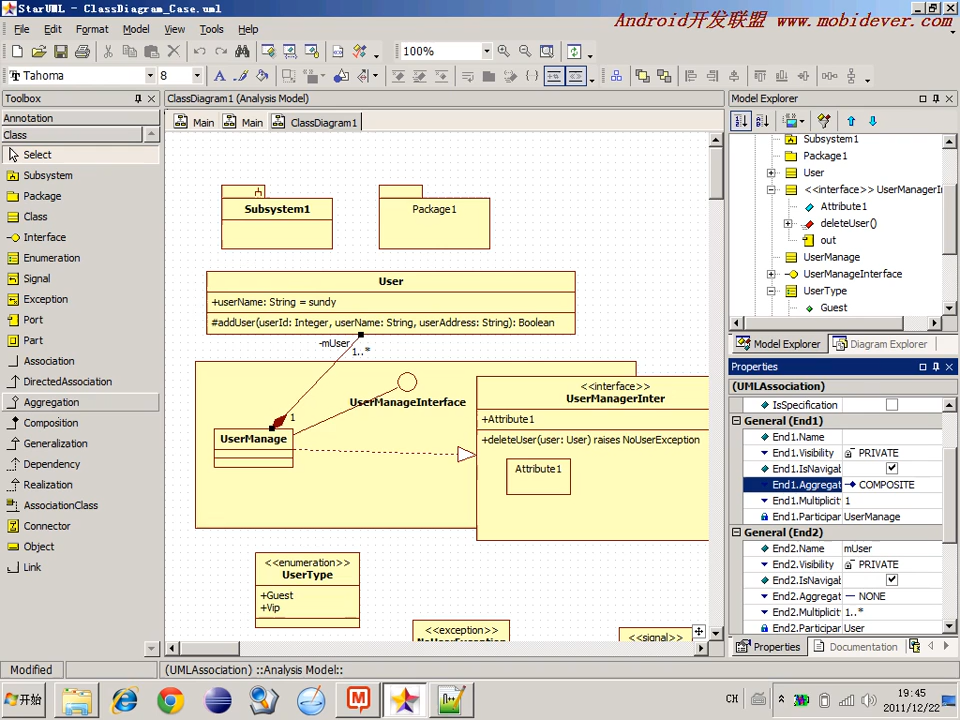 StarUML - ClassDiagram_Case.uml
Android开发联盟 www.mobidever.com
File Edit Format Model View Tools Help
100%
Tahoma 8
Toolbox
ClassDiagram1 (Analysis Model)
Model Explorer
Annotation
Class
Main Main ClassDiagram1
Select
Subsystem
Package
Class
Interface
Enumeration
Signal
Exception
Port
Part
Association
DirectedAssociation
Aggregation
Composition
Generalization
Dependency
Realization
AssociationClass
Connector
Object
Link
Subsystem1
Package1
User
+userName: String = sundy
#addUser(userId: Integer, userName: String, userAddress: String): Boolean
-mUser
1..*
UserManageInterface
1
UserManage
<<interface>>
UserManagerInter
+Attribute1
+deleteUser(user: User) raises NoUserException
Attribute1
<<enumeration>>
UserType
+Guest
+Vip
<<exception>>
<<signal>>
Subsystem1
Package1
User
<<interface>> UserManagerIn
Attribute1
deleteUser()
out
UserManage
UserManageInterface
UserType
Guest
Model Explorer Diagram Explorer
Properties
(UMLAssociation)
IsSpecification
General (End1)
End1.Name
End1.Visibility PRIVATE
End1.IsNavigab
End1.Aggregat COMPOSITE
End1.Multiplicit 1
End1.Participar UserManage
General (End2)
End2.Name mUser
End2.Visibility PRIVATE
End2.IsNavigab
End2.Aggregat NONE
End2.Multiplicit 1..*
End2.Participar User
Properties Documentation
Modified
(UMLAssociation) ::Analysis Model::
开始
CH
19:45
2011/12/22